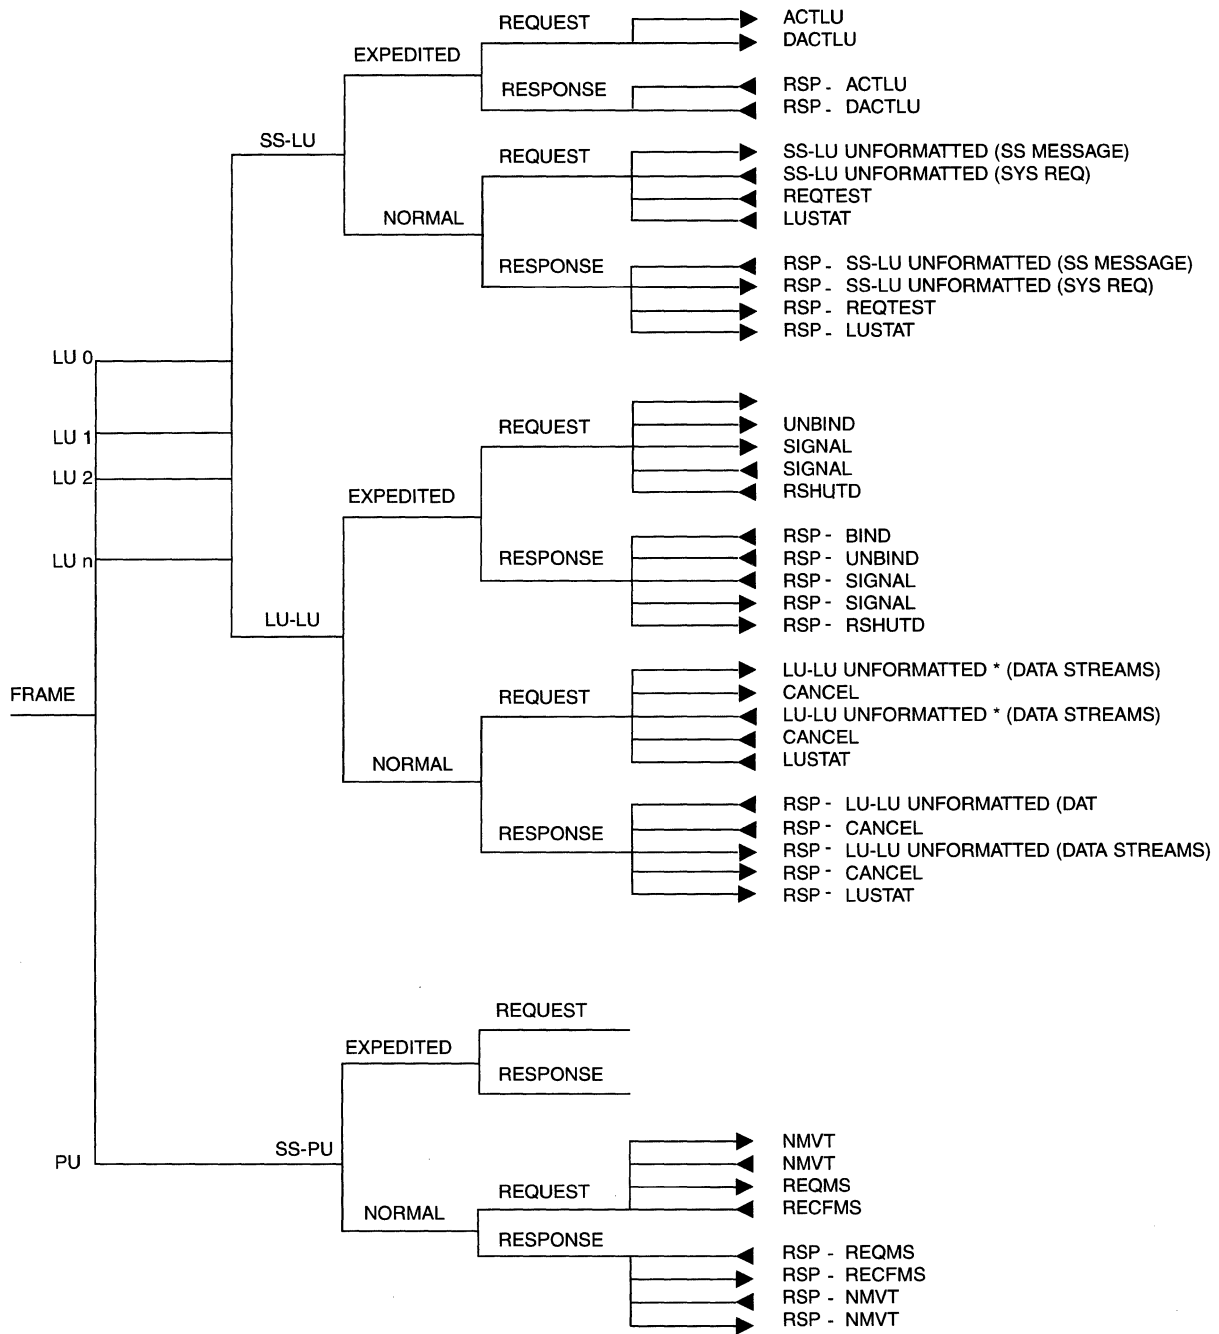 REQUEST
ACTLU
DACTLU
EXPEDITED
RESPONSE
RSP - ACTLU
RSP - DACTLU
SS-LU
REQUEST
SS-LU UNFORMATTED (SS MESSAGE)
SS-LU UNFORMATTED (SYS REQ)
REQTEST
LUSTAT
NORMAL
RESPONSE
RSP - SS-LU UNFORMATTED (SS MESSAGE)
RSP - SS-LU UNFORMATTED (SYS REQ)
RSP - REQTEST
RSP - LUSTAT
LU 0
LU 1
LU 2
LU n
REQUEST
UNBIND
SIGNAL
SIGNAL
RSHUTD
EXPEDITED
RESPONSE
RSP - BIND
RSP - UNBIND
RSP - SIGNAL
RSP - SIGNAL
RSP - RSHUTD
LU-LU
FRAME
REQUEST
LU-LU UNFORMATTED * (DATA STREAMS)
CANCEL
LU-LU UNFORMATTED * (DATA STREAMS)
CANCEL
LUSTAT
NORMAL
RESPONSE
RSP - LU-LU UNFORMATTED (DAT
RSP - CANCEL
RSP - LU-LU UNFORMATTED (DATA STREAMS)
RSP - CANCEL
RSP - LUSTAT
REQUEST
EXPEDITED
RESPONSE
PU
SS-PU
NMVT
NMVT
REQMS
RECFMS
REQUEST
NORMAL
RESPONSE
RSP - REQMS
RSP - RECFMS
RSP - NMVT
RSP - NMVT